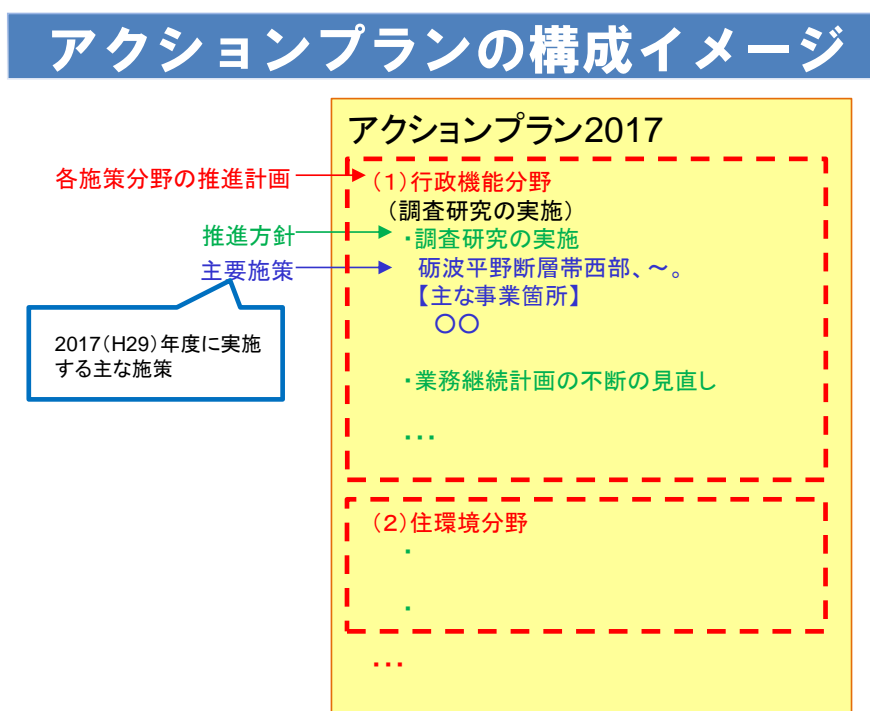 アクションプランの構成イメージ
アクションプラン2017
各施策分野の推進計画
(1)行政機能分野
(調査研究の実施)
推進方針
・調査研究の実施
主要施策
砺波平野断層帯西部、～。
【主な事業箇所】
○○
2017(H29)年度に実施
する主な施策
・業務継続計画の不断の見直し
・・・
(2)住環境分野
・
・
・・・